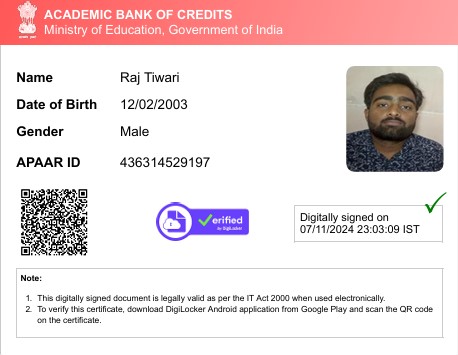 ACADEMIC BANK OF CREDITS
Ministry of Education, Government of India
Name Raj Tiwari
Date of Birth 12/02/2003
Gender Male
APAAR ID 436314529197
Verified
by DigiLocker
Digitally signed on
07/11/2024 23:03:09 IST
Note:
1. This digitally signed document is legally valid as per the IT Act 2000 when used electronically.
2. To verify this certificate, download DigiLocker Android application from Google Play and scan the QR code
on the certificate.